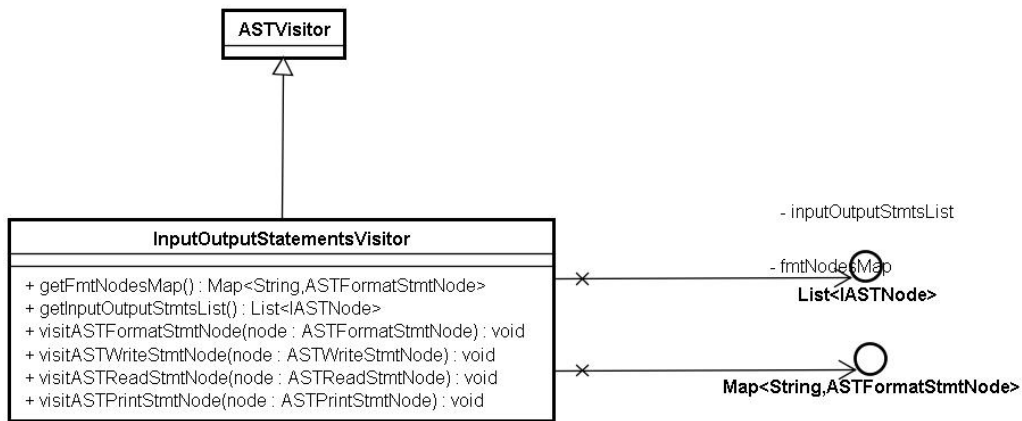 ASTVisitor
InputOutputStatementsVisitor
+ getFmtNodesMap() : Map<String,ASTFormatStmtNode>
+ getInputOutputStmtsList() : List<IASTNode>
+ visitASTFormatStmtNode(node : ASTFormatStmtNode) : void
+ visitASTWriteStmtNode(node : ASTWriteStmtNode) : void
+ visitASTReadStmtNode(node : ASTReadStmtNode) : void
+ visitASTPrintStmtNode(node : ASTPrintStmtNode) : void
- inputOutputStmtsList
- fmtNodesMap
List<IASTNode>
Map<String,ASTFormatStmtNode>